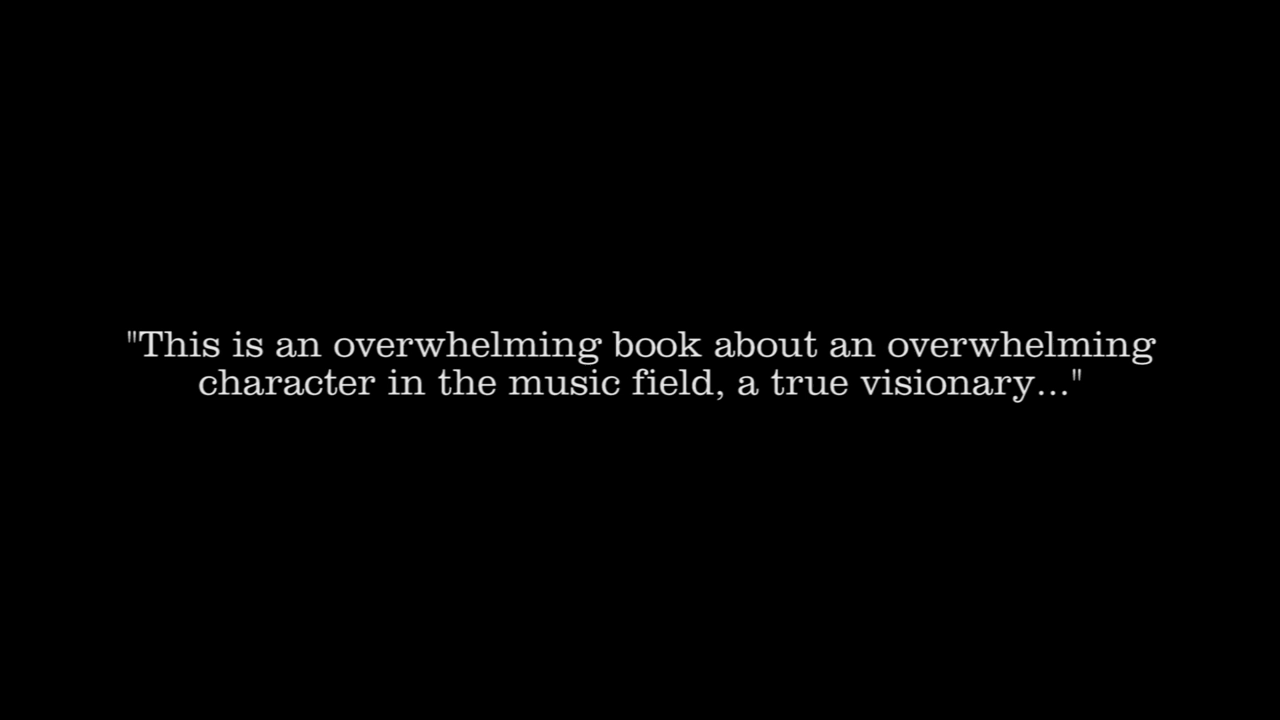 "This is an overwhelming book about an overwhelming
character in the music field, a true visionary..."